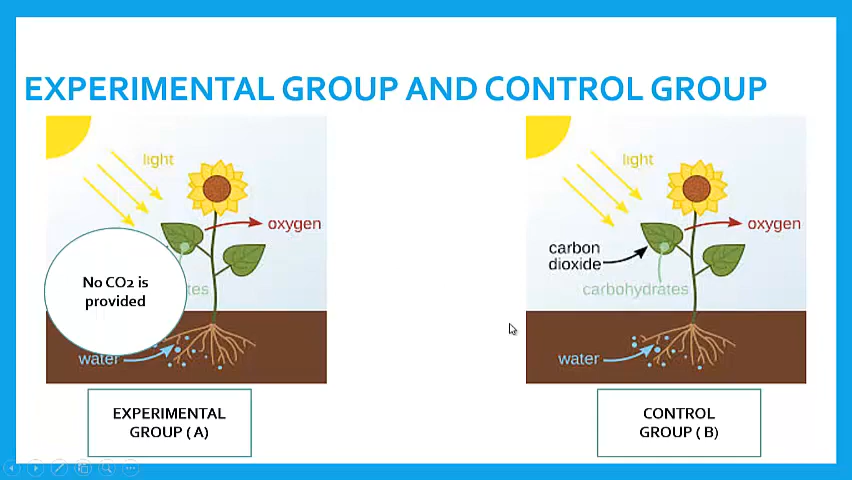 EXPERIMENTAL GROUP AND CONTROL GROUP
light
oxygen
No CO2 is
provided
tes
water
EXPERIMENTAL
GROUP ( A)
light
oxygen
carbon
dioxide
carbohydrates
water
CONTROL
GROUP ( B)